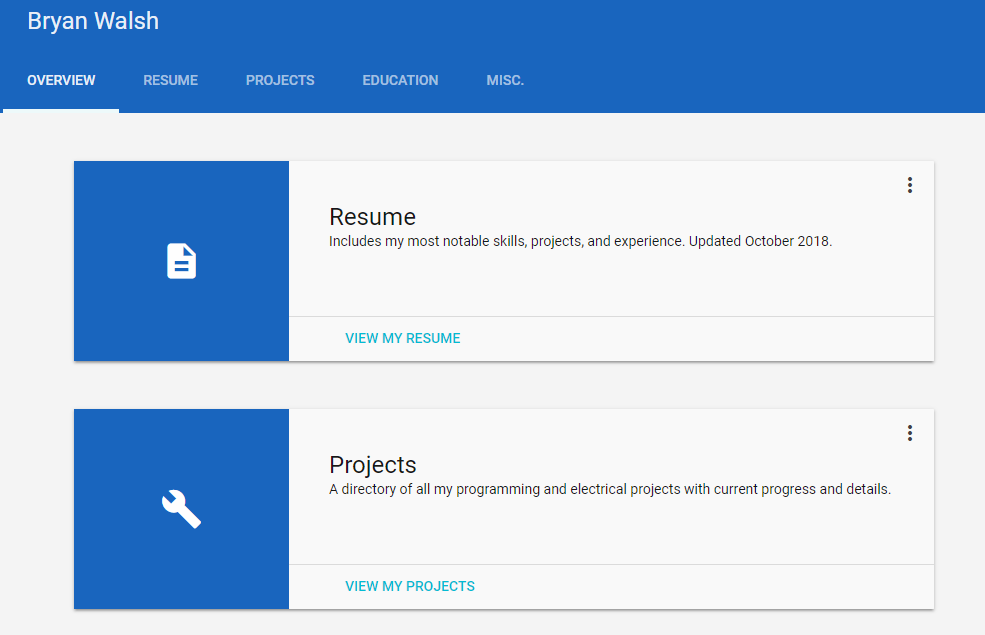 Bryan Walsh
OVERVIEW RESUME PROJECTS EDUCATION MISC.
Resume
Includes my most notable skills, projects, and experience. Updated October 2018.
VIEW MY RESUME
Projects
A directory of all my programming and electrical projects with current progress and details.
VIEW MY PROJECTS